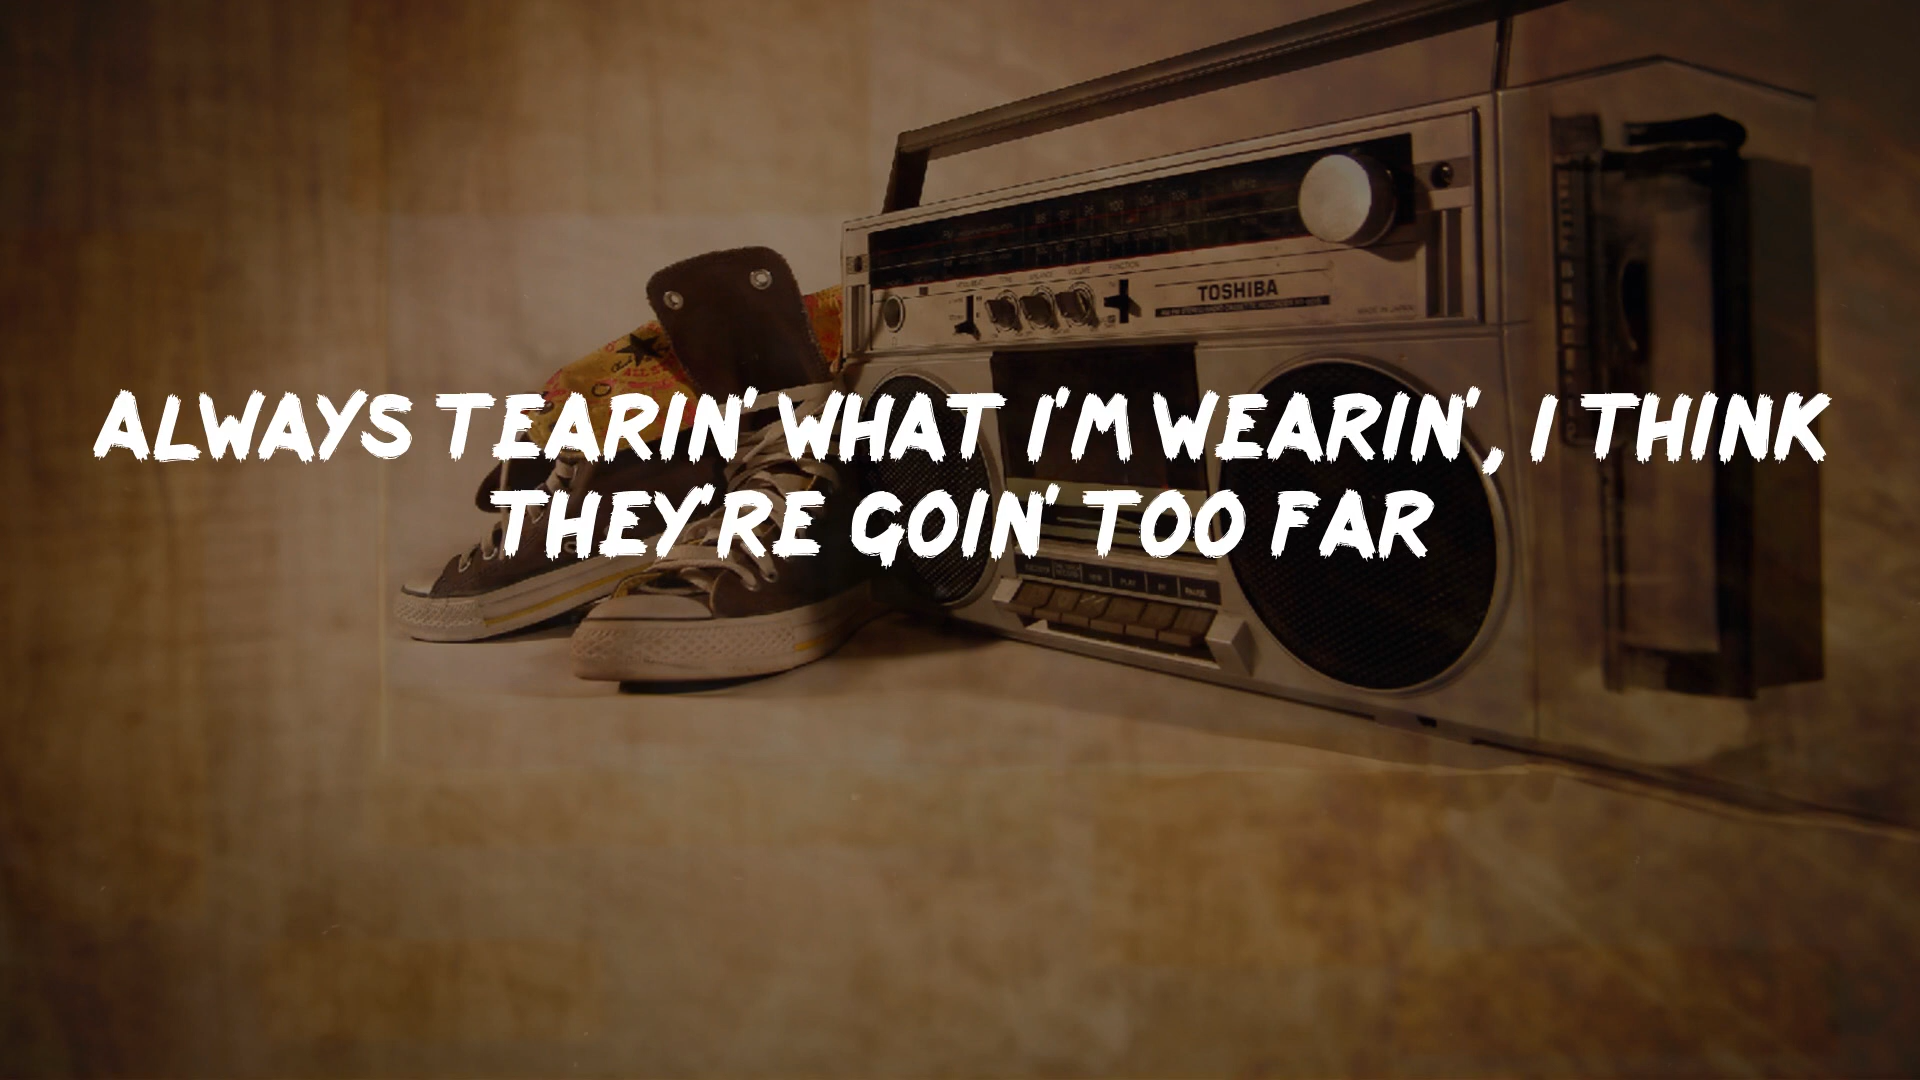 TOSHIBA
ALWAYS TEARIN' WHAT I'M WEARIN', I THINK
THEY'RE GOIN' TOO FAR